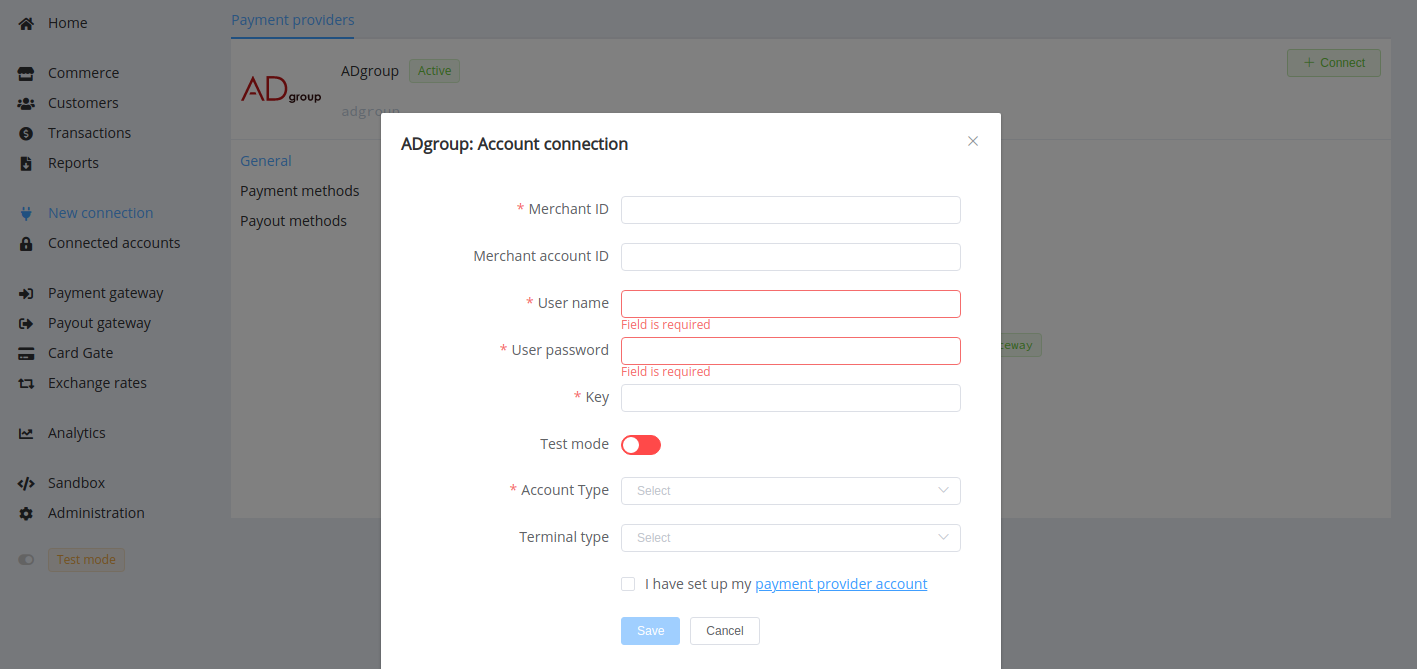 Home
Commerce
Customers
Transactions
Reports
New connection
Connected accounts
Payment gateway
Payout gateway
Card Gate
Exchange rates
Analytics
Sandbox
Administration
Test mode
Payment providers
AD group
ADgroup Active
adgroup
+ Connect
General
Payment methods
Payout methods
ADgroup: Account connection
* Merchant ID
Merchant account ID
* User name
Field is required
* User password
Field is required
* Key
Test mode
* Account Type Select
Terminal type Select
I have set up my payment provider account
Save Cancel